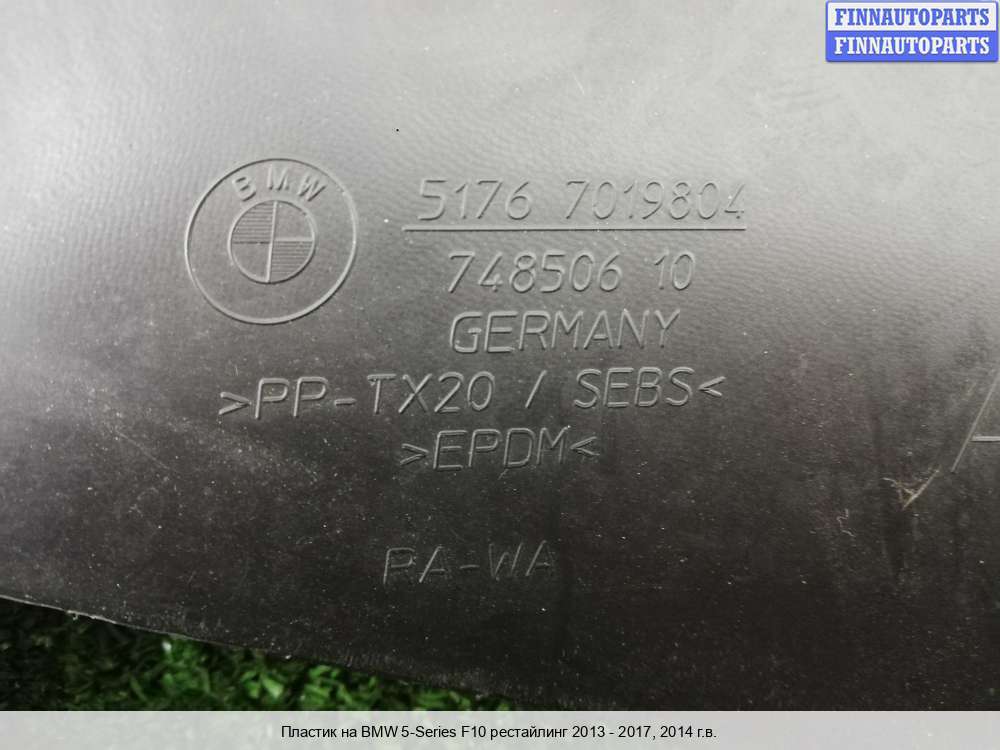 FINNAUTOPARTS
FINNAUTOPARTS
BMW
5176 7019804
748506 10
GERMANY
>PP-TX20 / SEBS<
>EPDM<
RA-WA
Пластик на BMW 5-Series F10 рестайлинг 2013 - 2017, 2014 г.в.